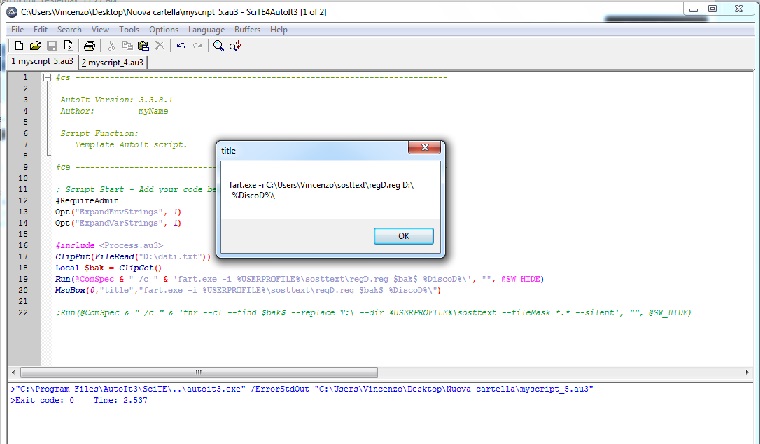 C:\Users\Vincenzo\Desktop\Nuova cartella\myscript_5.au3 - SciTE4AutoIt3 [1 of 2]
File Edit Search View Tools Options Language Buffers Help
1 myscript_5.au3 2 myscript_4.au3
1 #cs ----------------------------------------------------------------------------
2
3 AutoIt Version: 3.3.8.1
4 Author: myName
5
6 Script Function:
7 Template AutoIt script.
8
9 #ce ----------------------------------------------------------------------------
10
11 ; Script Start - Add your code be
12 #RequireAdmin
13 Opt("ExpandEnvStrings", 1)
14 Opt("ExpandVarStrings", 1)
15
16 #include <Process.au3>
17 ClipPut(FileRead("D:\dati.txt"))
18 Local $bak = ClipGet()
19 Run(@ComSpec & " /c " & 'fart.exe -i %USERPROFILE%\sosttext\regD.reg $bak$ %DiscoD%\', "", @SW_HIDE)
20 MsgBox(0,"title","fart.exe -i %USERPROFILE%\sosttext\regD.reg $bak$ %DiscoD%\")
21
22 ;Run(@ComSpec & " /c " & 'fnr --cl --find $bak$ --replace --dir %USERPROFILE%\sosttext --fileMask *.* --silent', "", @SW_HIDE)
title
fart.exe -i C:\Users\Vincenzo\sosttext\regD.reg D:\
%DiscoD%\
OK
>"C:\Program Files\AutoIt3\SciTE\..\autoit3.exe" /ErrorStdOut "C:\Users\Vincenzo\Desktop\Nuova cartella\myscript_5.au3"
>Exit code: 0 Time: 2.537